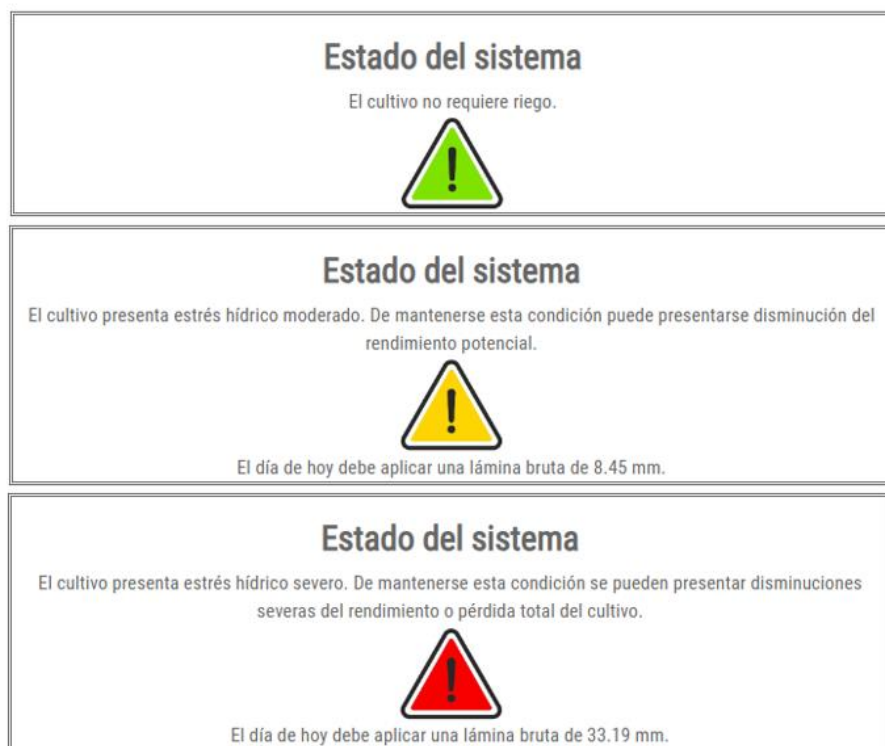 Estado del sistema
El cultivo no requiere riego.
!
Estado del sistema
El cultivo presenta estrés hídrico moderado. De mantenerse esta condición puede presentarse disminución del
rendimiento potencial.
!
El día de hoy debe aplicar una lámina bruta de 8.45 mm.
Estado del sistema
El cultivo presenta estrés hídrico severo. De mantenerse esta condición se pueden presentar disminuciones
severas del rendimiento o pérdida total del cultivo.
!
El día de hoy debe aplicar una lámina bruta de 33.19 mm.